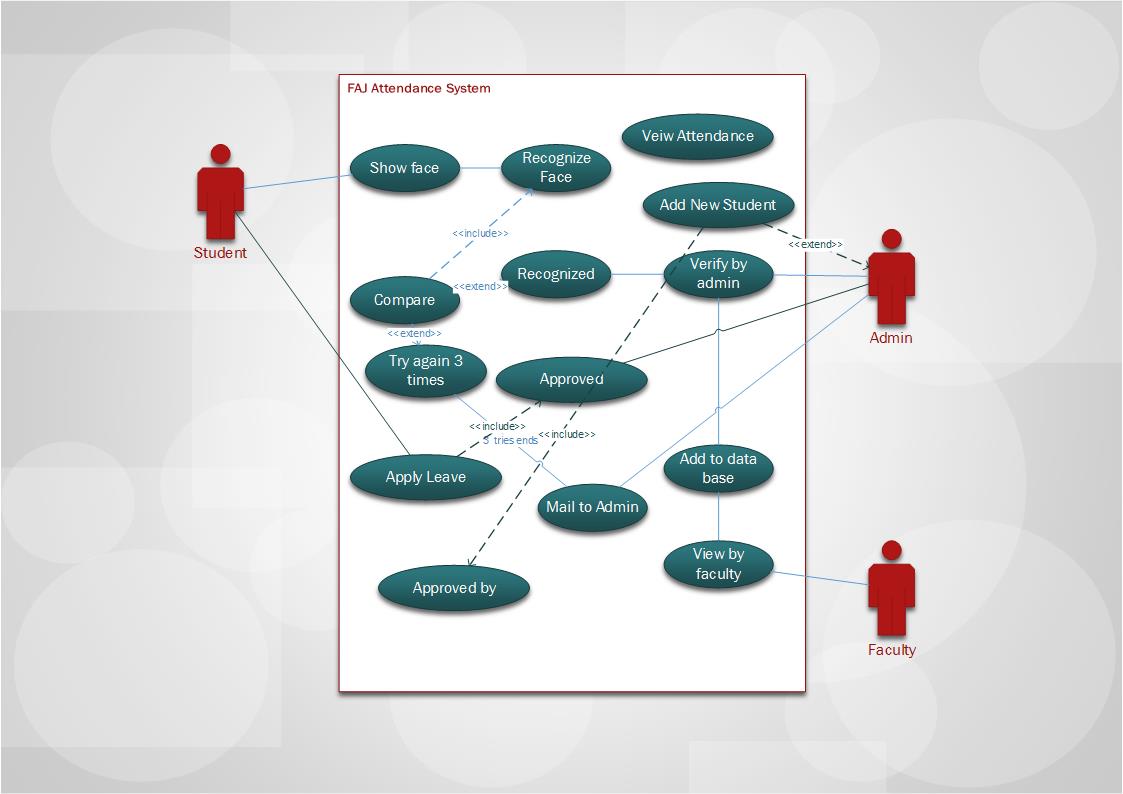 FAJ Attendance System
Veiw Attendance
Show face
Recognize
Face
Add New Student
<<include>>
<<extend>>
Student
Recognized
Verify by
admin
<<extend>>
Compare
<<extend>>
Admin
Try again 3
times
Approved
<<include>>
<<include>>
3 tries ends
Apply Leave
Add to data
base
Mail to Admin
View by
faculty
Approved by
Faculty